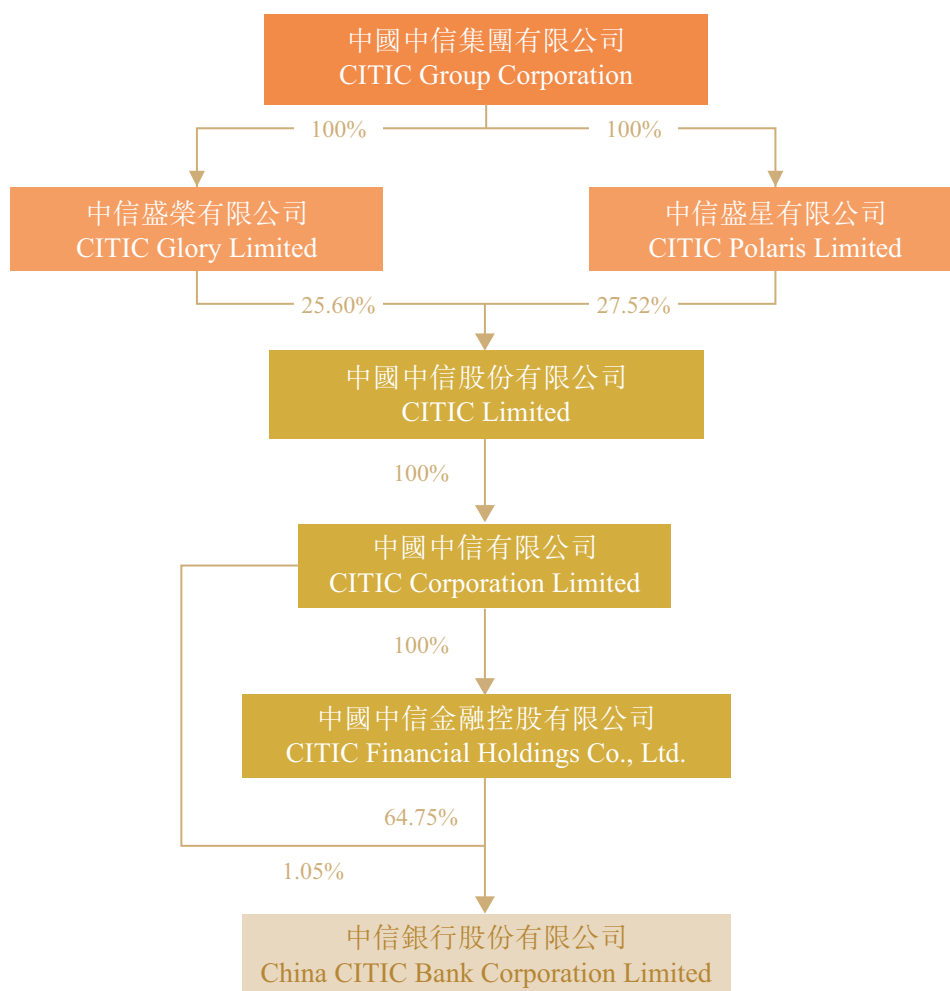 中國中信集團有限公司
CITIC Group Corporation
100%
100%
中信盛榮有限公司
CITIC Glory Limited
中信盛星有限公司
CITIC Polaris Limited
25.60%
27.52%
中國中信股份有限公司
CITIC Limited
100%
中國中信有限公司
CITIC Corporation Limited
100%
中國中信金融控股有限公司
CITIC Financial Holdings Co., Ltd.
64.75%
1.05%
中信銀行股份有限公司
China CITIC Bank Corporation Limited